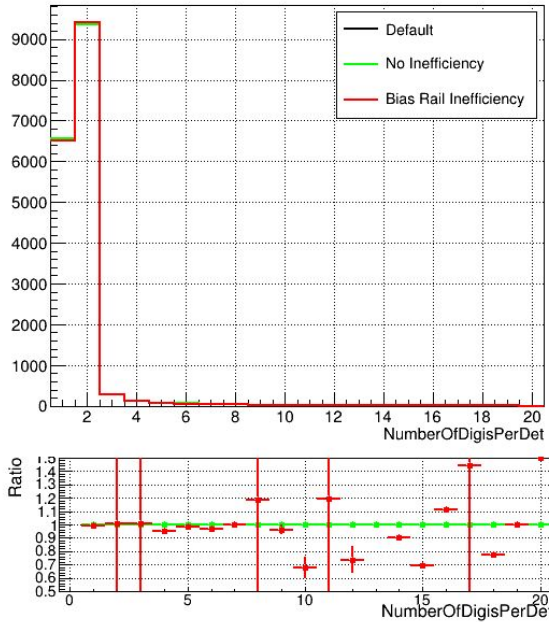 9000
8000
7000
6000
5000
4000
3000
2000
1000
0
Default
No Inefficiency
Bias Rail Inefficiency
2 4 6 8 10 12 14 16 18 20
NumberOfDigisPerDet
Ratio
1.5
1.4
1.3
1.2
1.1
1
0.9
0.8
0.7
0.6
0.5
0 5 10 15 20
NumberOfDigisPerDet